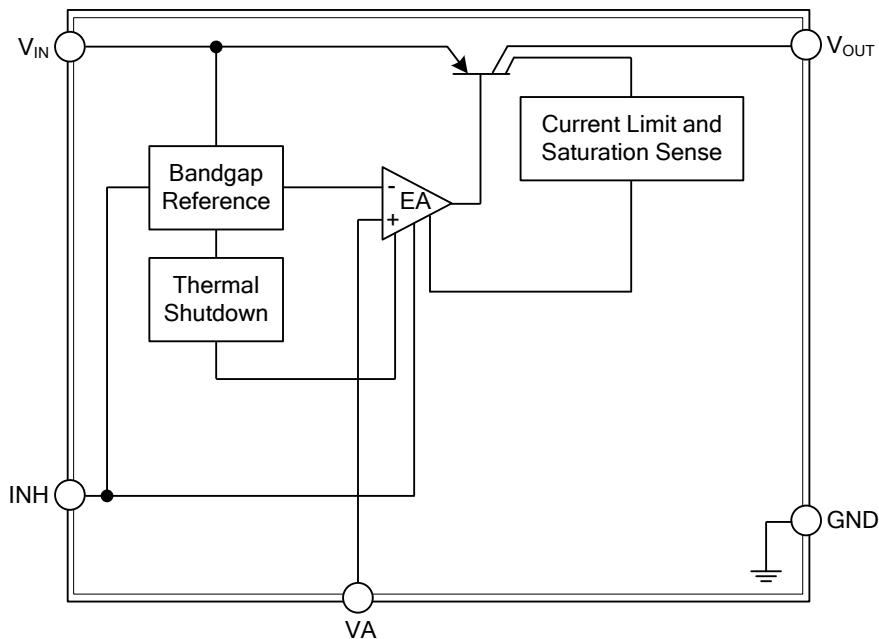 V_IN
V_OUT
Current Limit and
Saturation Sense
Bandgap
Reference
-
EA
+
Thermal
Shutdown
INH
GND
VA